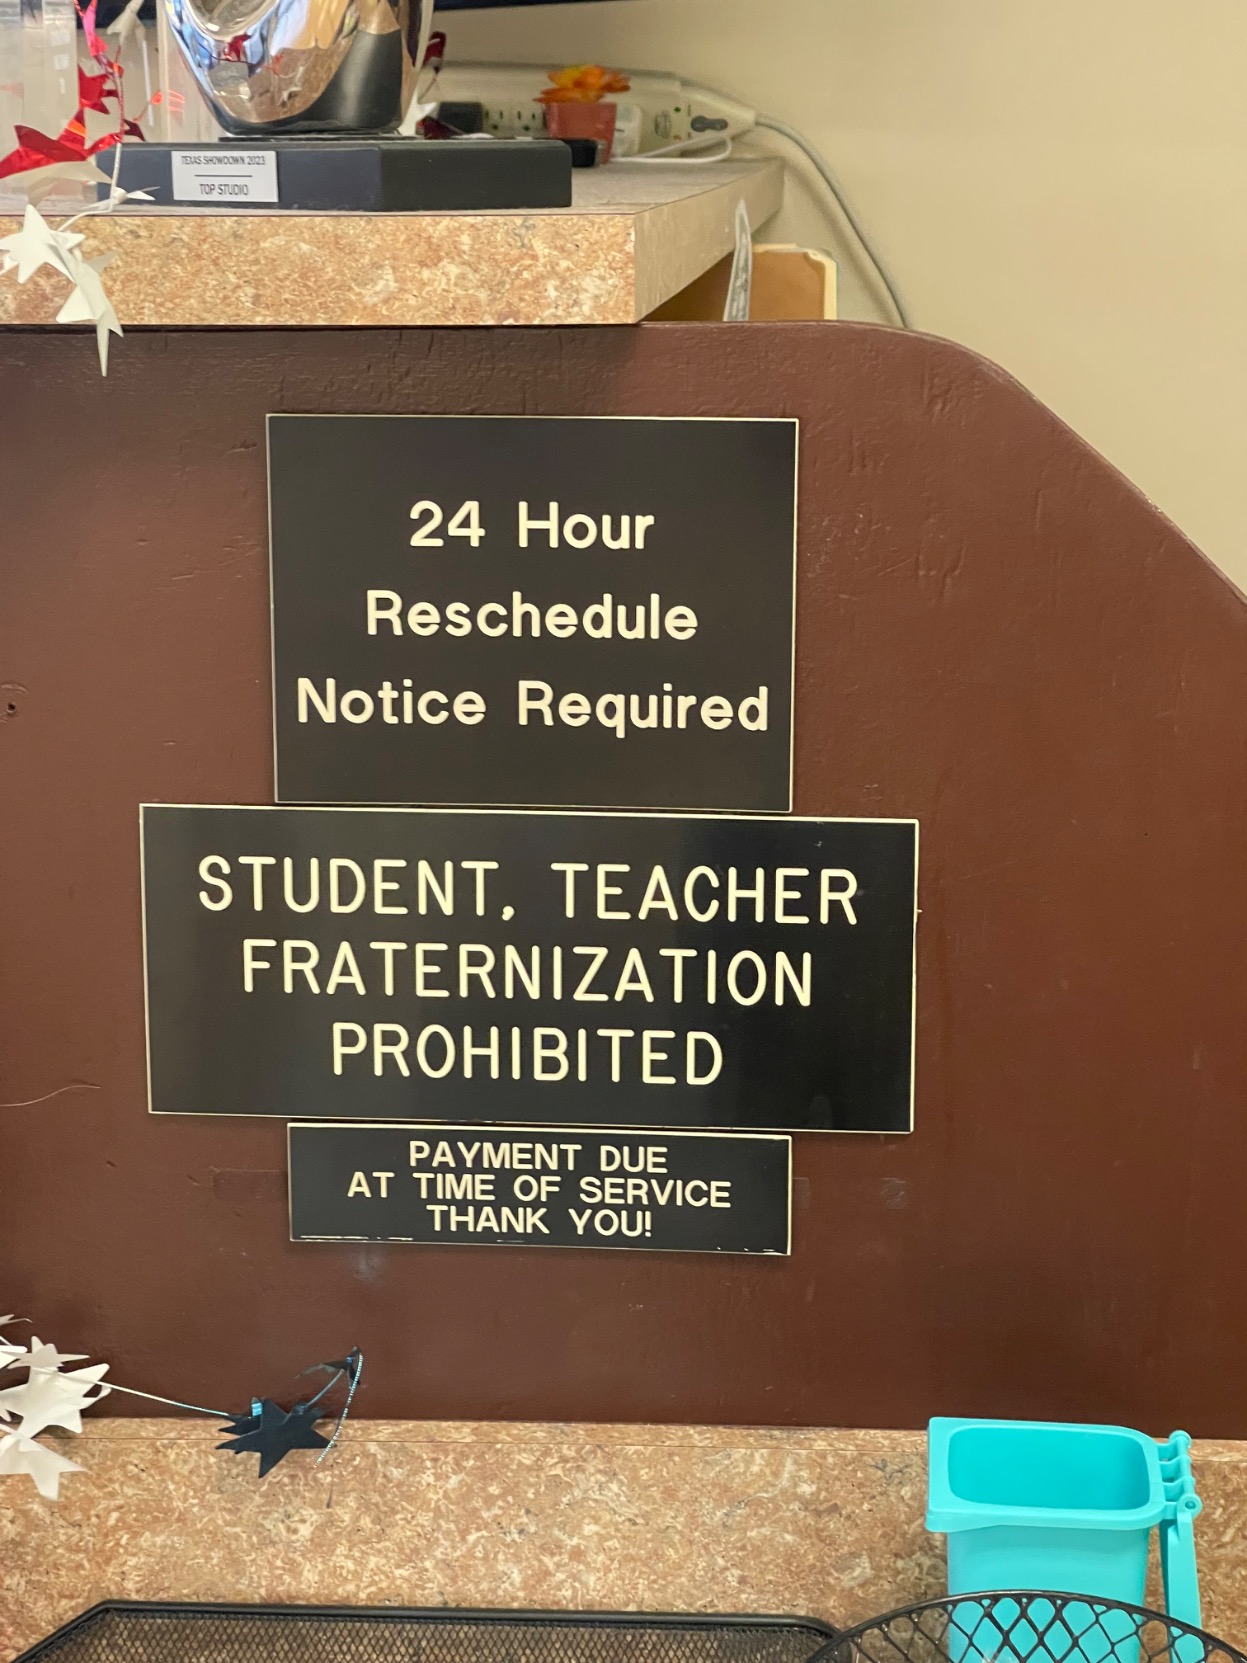 TEXAS SHOWDOWN 2023
TOP STUDIO
24 Hour
Reschedule
Notice Required
STUDENT, TEACHER
FRATERNIZATION
PROHIBITED
PAYMENT DUE
AT TIME OF SERVICE
THANK YOU!